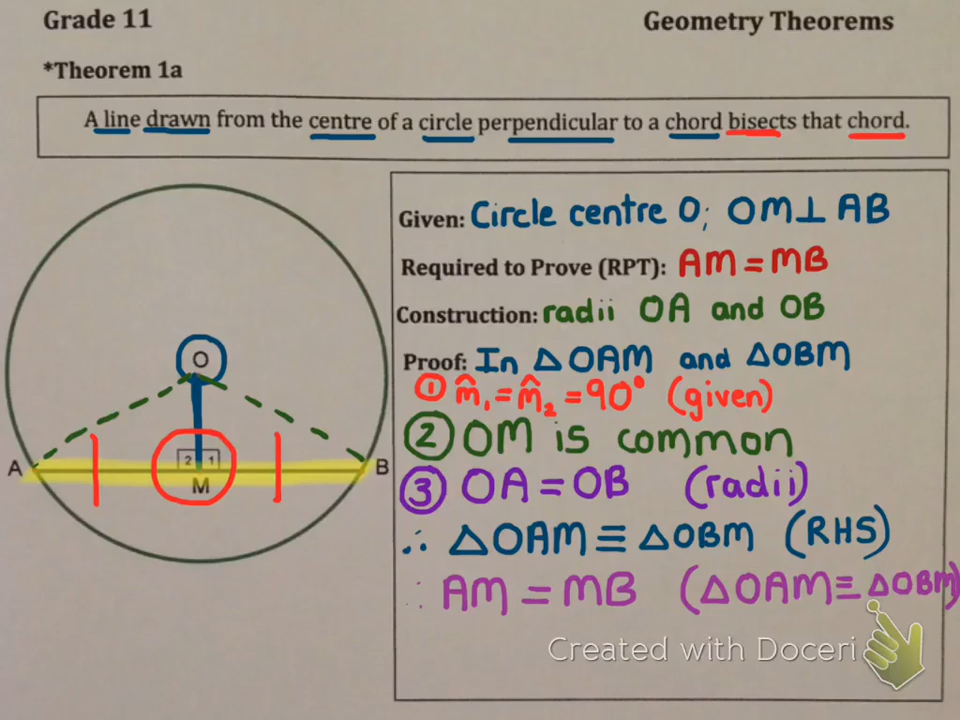 Grade 11
Geometry Theorems
*Theorem 1a
A line drawn from the centre of a circle perpendicular to a chord bisects that chord.
O
A
2
1
B
M
Given: Circle centre O; OM⊥ AB
Required to Prove (RPT): AM = MB
Construction: radii OA and OB
Proof: In △OAM and △OBM
① m̂₁ = m̂₂ = 90° (given)
② OM is common
③ OA = OB (radii)
∴ △OAM ≡ △OBM (RHS)
∴ AM = MB (△OAM ≡ △OBM)
Created with Doceri